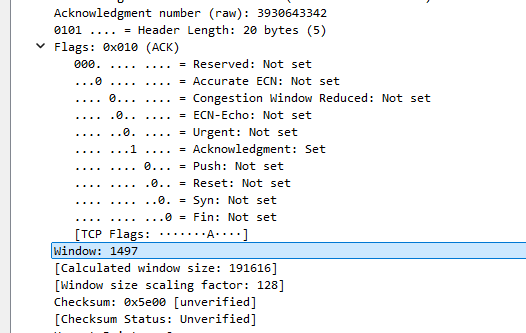 Acknowledgment number (raw): 3930643342
0101 .... = Header Length: 20 bytes (5)
Flags: 0x010 (ACK)
000. .... .... = Reserved: Not set
...0 .... .... = Accurate ECN: Not set
.... 0... .... = Congestion Window Reduced: Not set
.... .0.. .... = ECN-Echo: Not set
.... ..0. .... = Urgent: Not set
.... ...1 .... = Acknowledgment: Set
.... .... 0... = Push: Not set
.... .... .0.. = Reset: Not set
.... .... ..0. = Syn: Not set
.... .... ...0 = Fin: Not set
[TCP Flags: ·······A····]
Window: 1497
[Calculated window size: 191616]
[Window size scaling factor: 128]
Checksum: 0x5e00 [unverified]
[Checksum Status: Unverified]